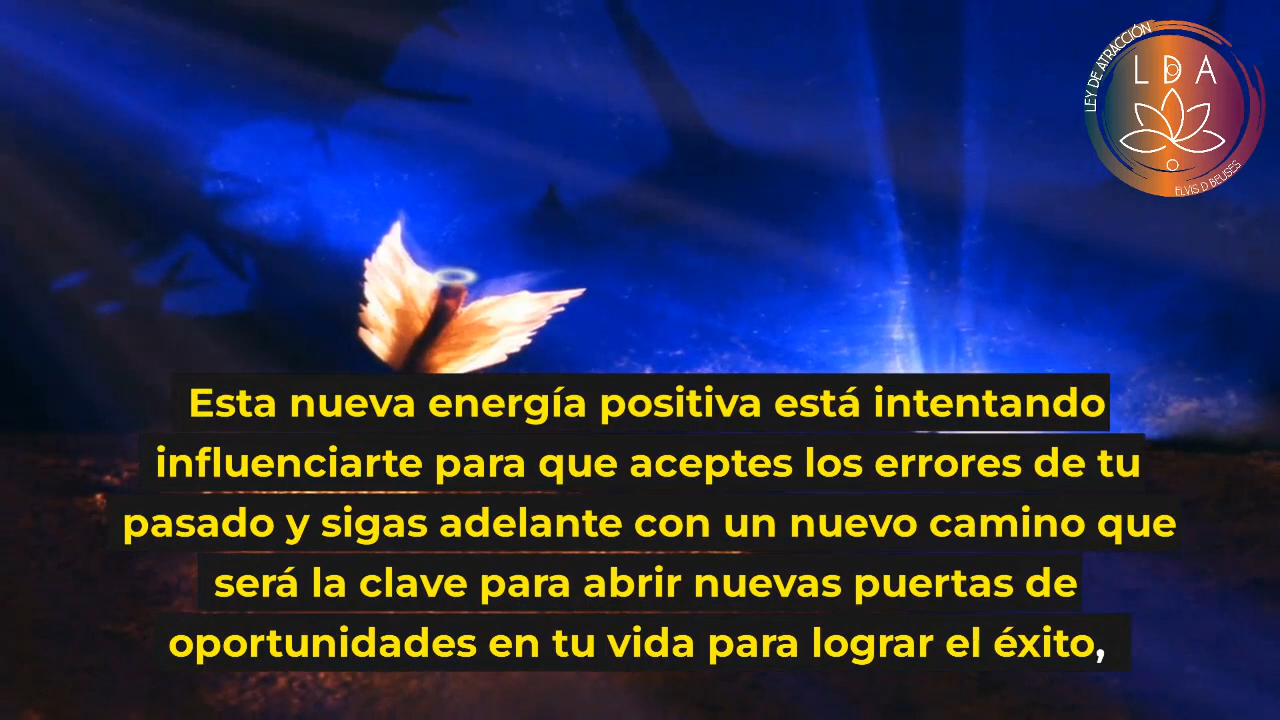 LEY DE ATRACCIÓN
LDA
ELVIS D BELISES
Esta nueva energía positiva está intentando
influenciarte para que aceptes los errores de tu
pasado y sigas adelante con un nuevo camino que
será la clave para abrir nuevas puertas de
oportunidades en tu vida para lograr el éxito,